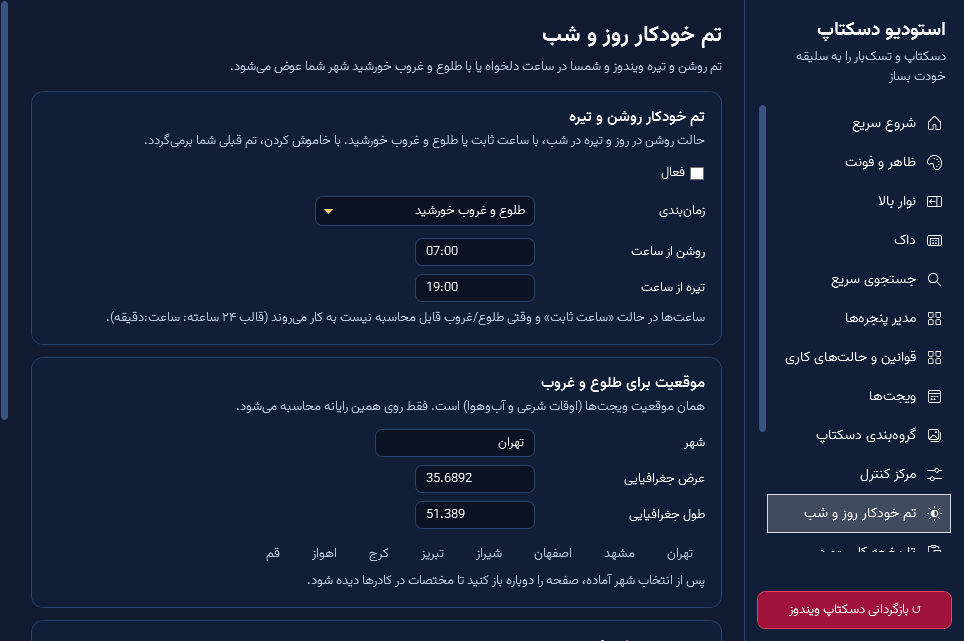 استودیو دسکتاپ
دسکتاپ و تسک‌بار را به سلیقه
خودت بساز
شروع سریع
ظاهر و فونت
نوار بالا
داک
جستجوی سریع
مدیر پنجره‌ها
قوانین و حالت‌های کاری
ویجت‌ها
گروه‌بندی دسکتاپ
مرکز کنترل
تم خودکار روز و شب
↺ بازگردانی دسکتاپ ویندوز
تم خودکار روز و شب
تم روشن و تیره ویندوز و شمسا در ساعت دلخواه یا با طلوع و غروب خورشید شهر شما عوض می‌شود.
تم خودکار روشن و تیره
حالت روشن در روز و تیره در شب، با ساعت ثابت یا طلوع و غروب خورشید. با خاموش کردن، تم قبلی شما برمی‌گردد.
فعال
زمان‌بندی طلوع و غروب خورشید
روشن از ساعت 07:00
تیره از ساعت 19:00
ساعت‌ها در حالت «ساعت ثابت» و وقتی طلوع/غروب قابل محاسبه نیست به کار می‌روند (قالب ۲۴ ساعته: ساعت:دقیقه).
موقعیت برای طلوع و غروب
همان موقعیت ویجت‌ها (اوقات شرعی و آب‌وهوا) است. فقط روی همین رایانه محاسبه می‌شود.
شهر تهران
عرض جغرافیایی 35.6892
طول جغرافیایی 51.389
تهران مشهد اصفهان شیراز تبریز کرج اهواز قم
پس از انتخاب شهر آماده، صفحه را دوباره باز کنید تا مختصات در کادرها دیده شود.